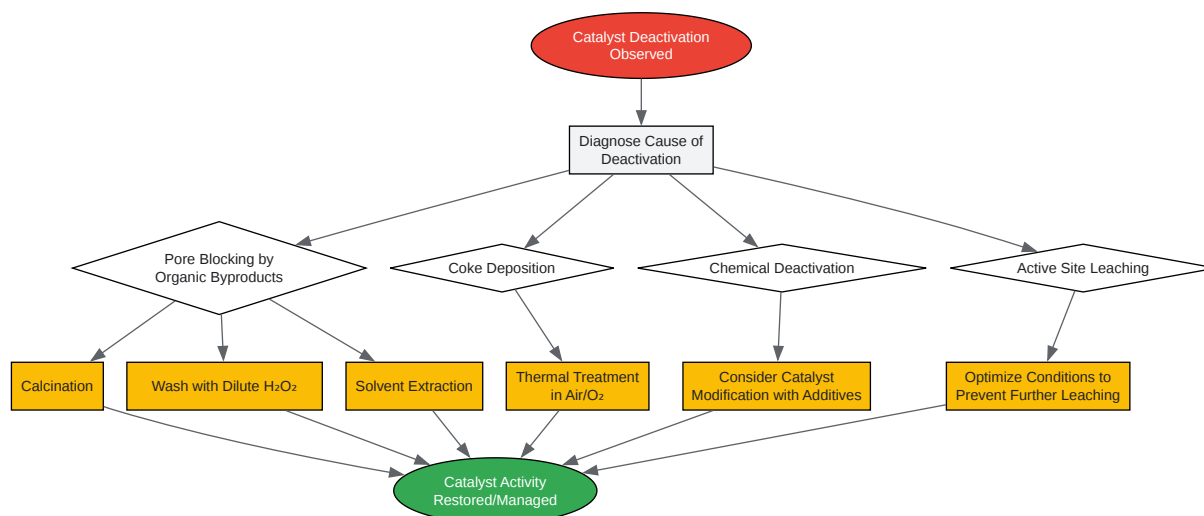 Catalyst Deactivation
Observed
Diagnose Cause of
Deactivation
Pore Blocking by
Organic Byproducts
Coke Deposition
Chemical Deactivation
Active Site Leaching
Calcination
Wash with Dilute H₂O₂
Solvent Extraction
Thermal Treatment
in Air/O₂
Consider Catalyst
Modification with Additives
Optimize Conditions to
Prevent Further Leaching
Catalyst Activity
Restored/Managed